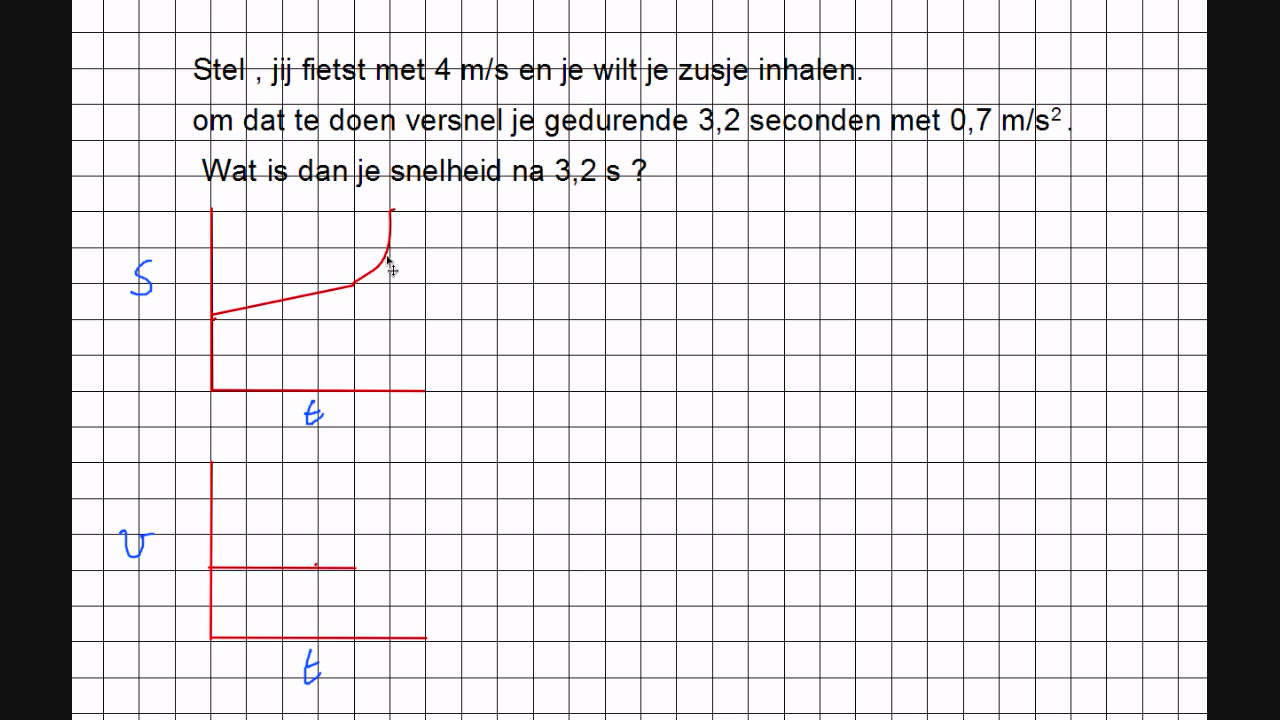 Stel , jij fietst met 4 m/s en je wilt je zusje inhalen.
om dat te doen versnel je gedurende 3,2 seconden met 0,7 m/s² .
Wat is dan je snelheid na 3,2 s ?
S
t
v
t